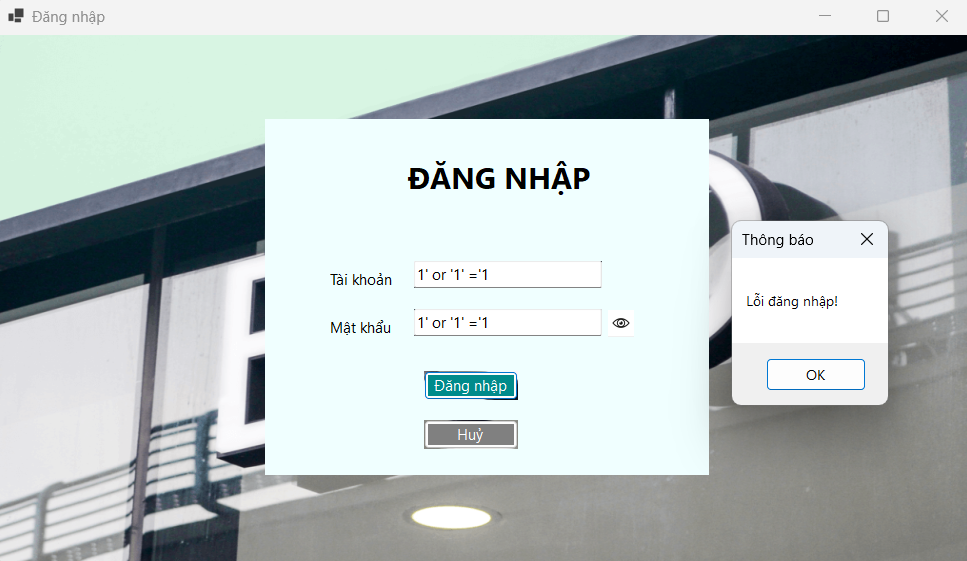 Đăng nhập
ĐĂNG NHẬP
Tài khoản
1' or '1' ='1
Mật khẩu
1' or '1' ='1
Đăng nhập
Huỷ
Thông báo
Lỗi đăng nhập!
OK